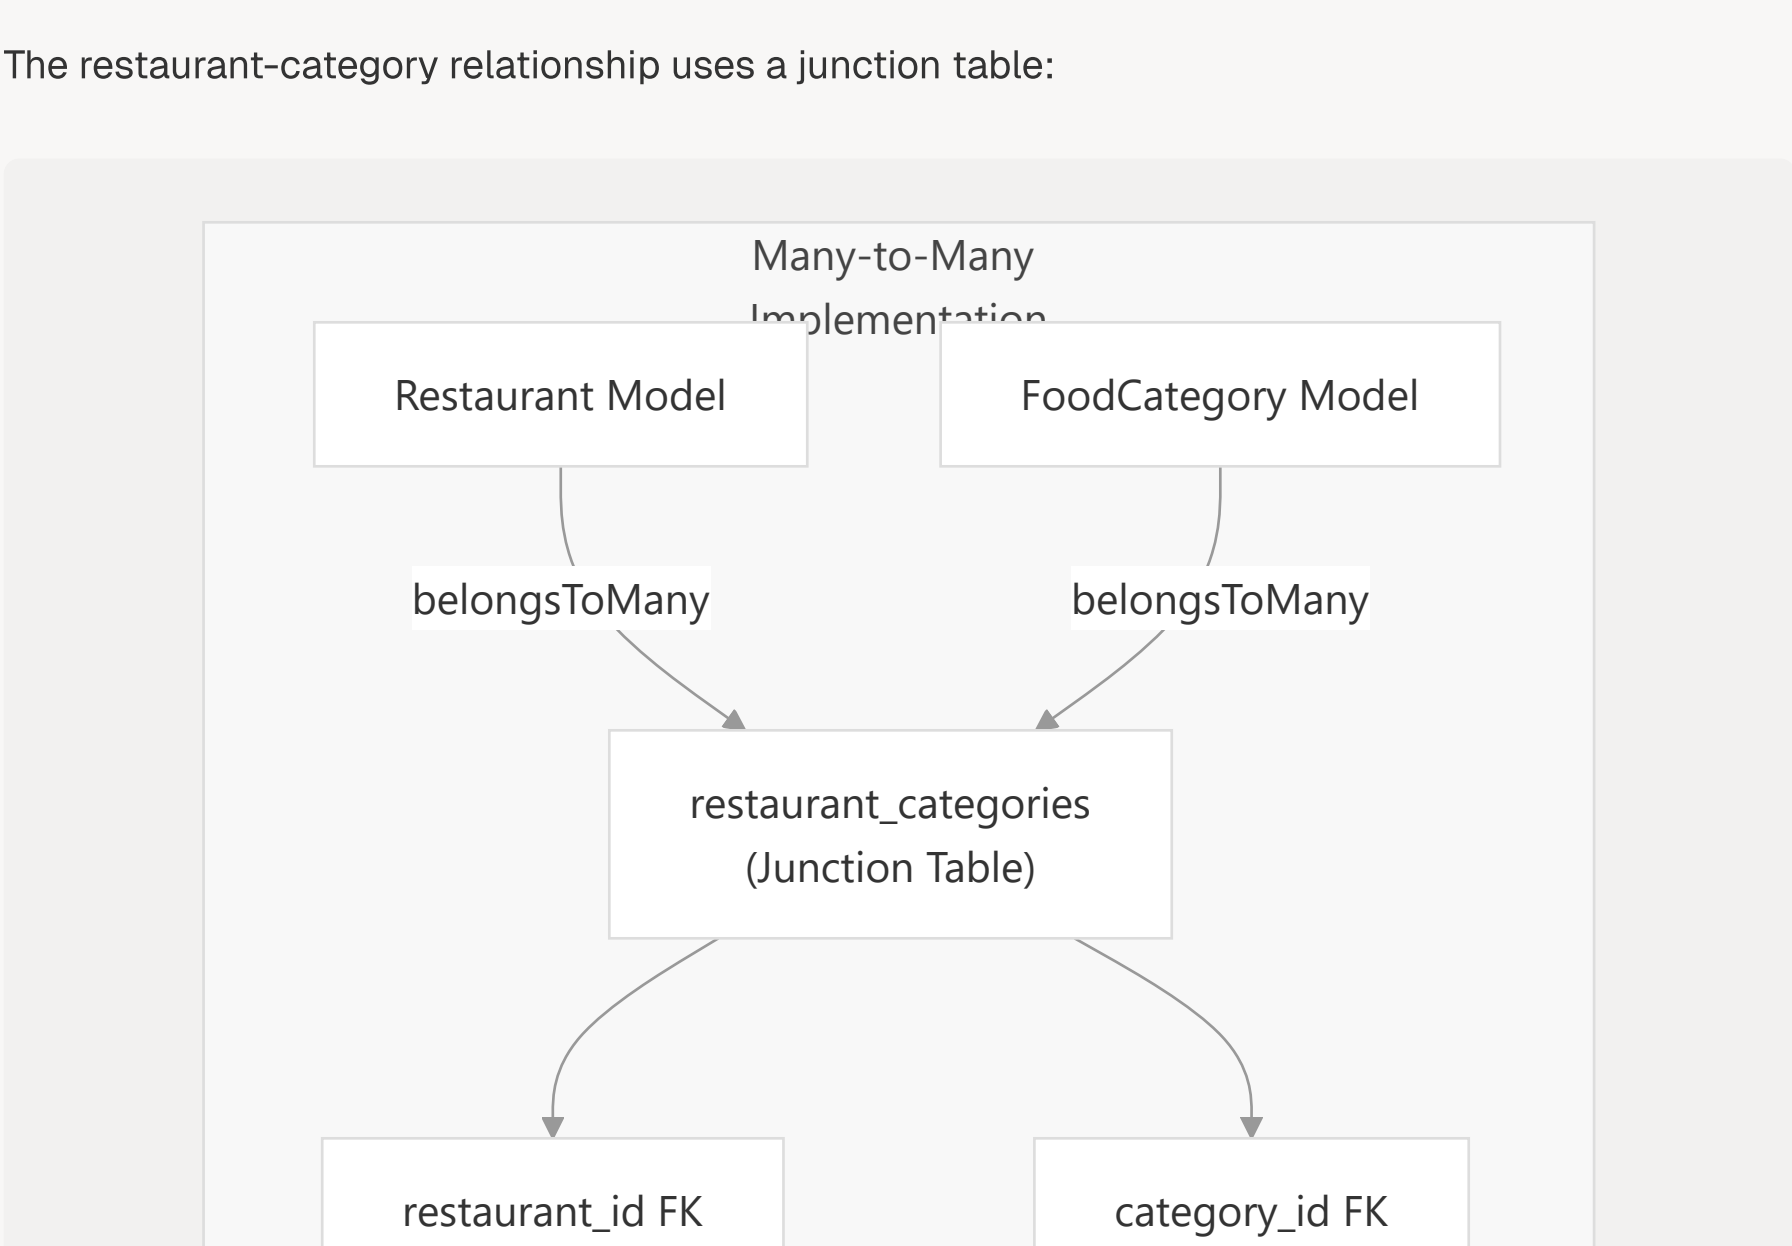 The restaurant-category relationship uses a junction table:
Many-to-Many
Implementation
Restaurant Model
FoodCategory Model
belongsToMany
belongsToMany
restaurant_categories
(Junction Table)
restaurant_id FK
category_id FK